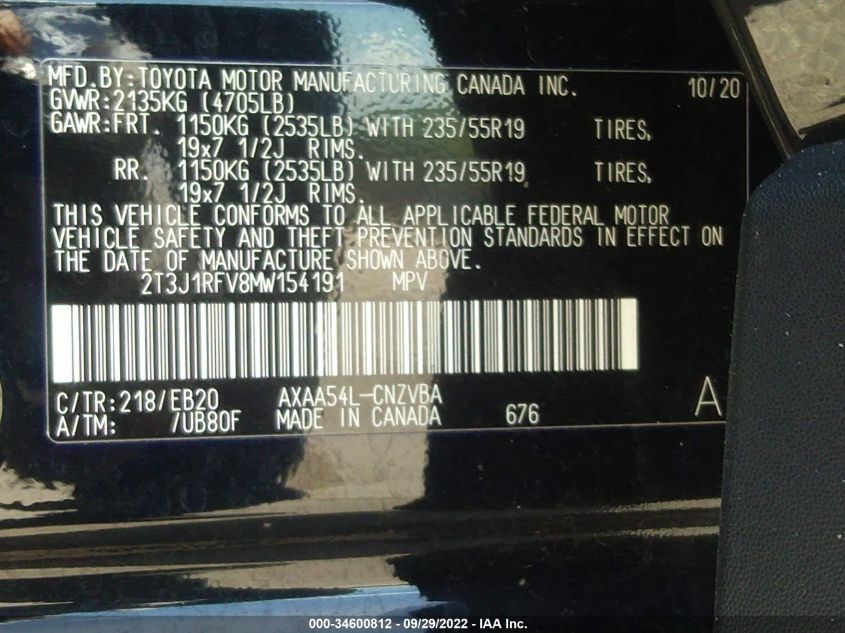 MFD.BY:TOYOTA MOTOR MANUFACTURING CANADA INC. 10/20
GVWR:2135KG (4705LB)
GAWR:FRT. 1150KG (2535LB) WITH 235/55R19 TIRES,
19x7 1/2J RIMS.
RR. 1150KG (2535LB) WITH 235/55R19 TIRES,
19x7 1/2J RIMS.
THIS VEHICLE CONFORMS TO ALL APPLICABLE FEDERAL MOTOR
VEHICLE SAFETY AND THEFT PREVENTION STANDARDS IN EFFECT ON
THE DATE OF MANUFACTURE SHOWN ABOVE.
2T3J1RFV8MW154191 MPV
C/TR:218/EB20 AXAA54L-CNZVBA A
A/TM: /UB80F MADE IN CANADA 676
000-34600812 - 09/29/2022 - IAA Inc.